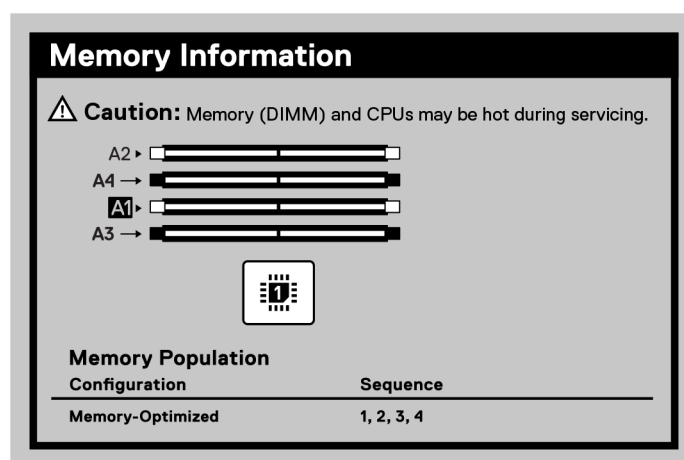 Memory Information
Caution: Memory (DIMM) and CPUs may be hot during servicing.
A2
A4
A1
A3
1
Memory Population
Configuration Sequence
Memory-Optimized 1, 2, 3, 4